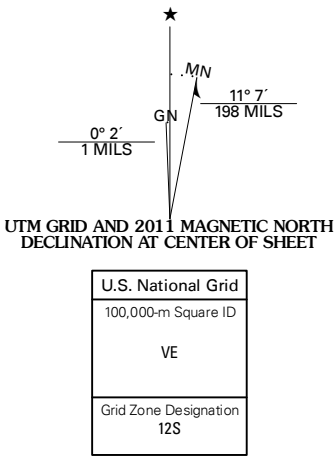 ★
MN
GN
11° 7´
198 MILS
0° 2´
1 MILS
UTM GRID AND 2011 MAGNETIC NORTH
DECLINATION AT CENTER OF SHEET
U.S. National Grid
100,000-m Square ID
VE
Grid Zone Designation
12S